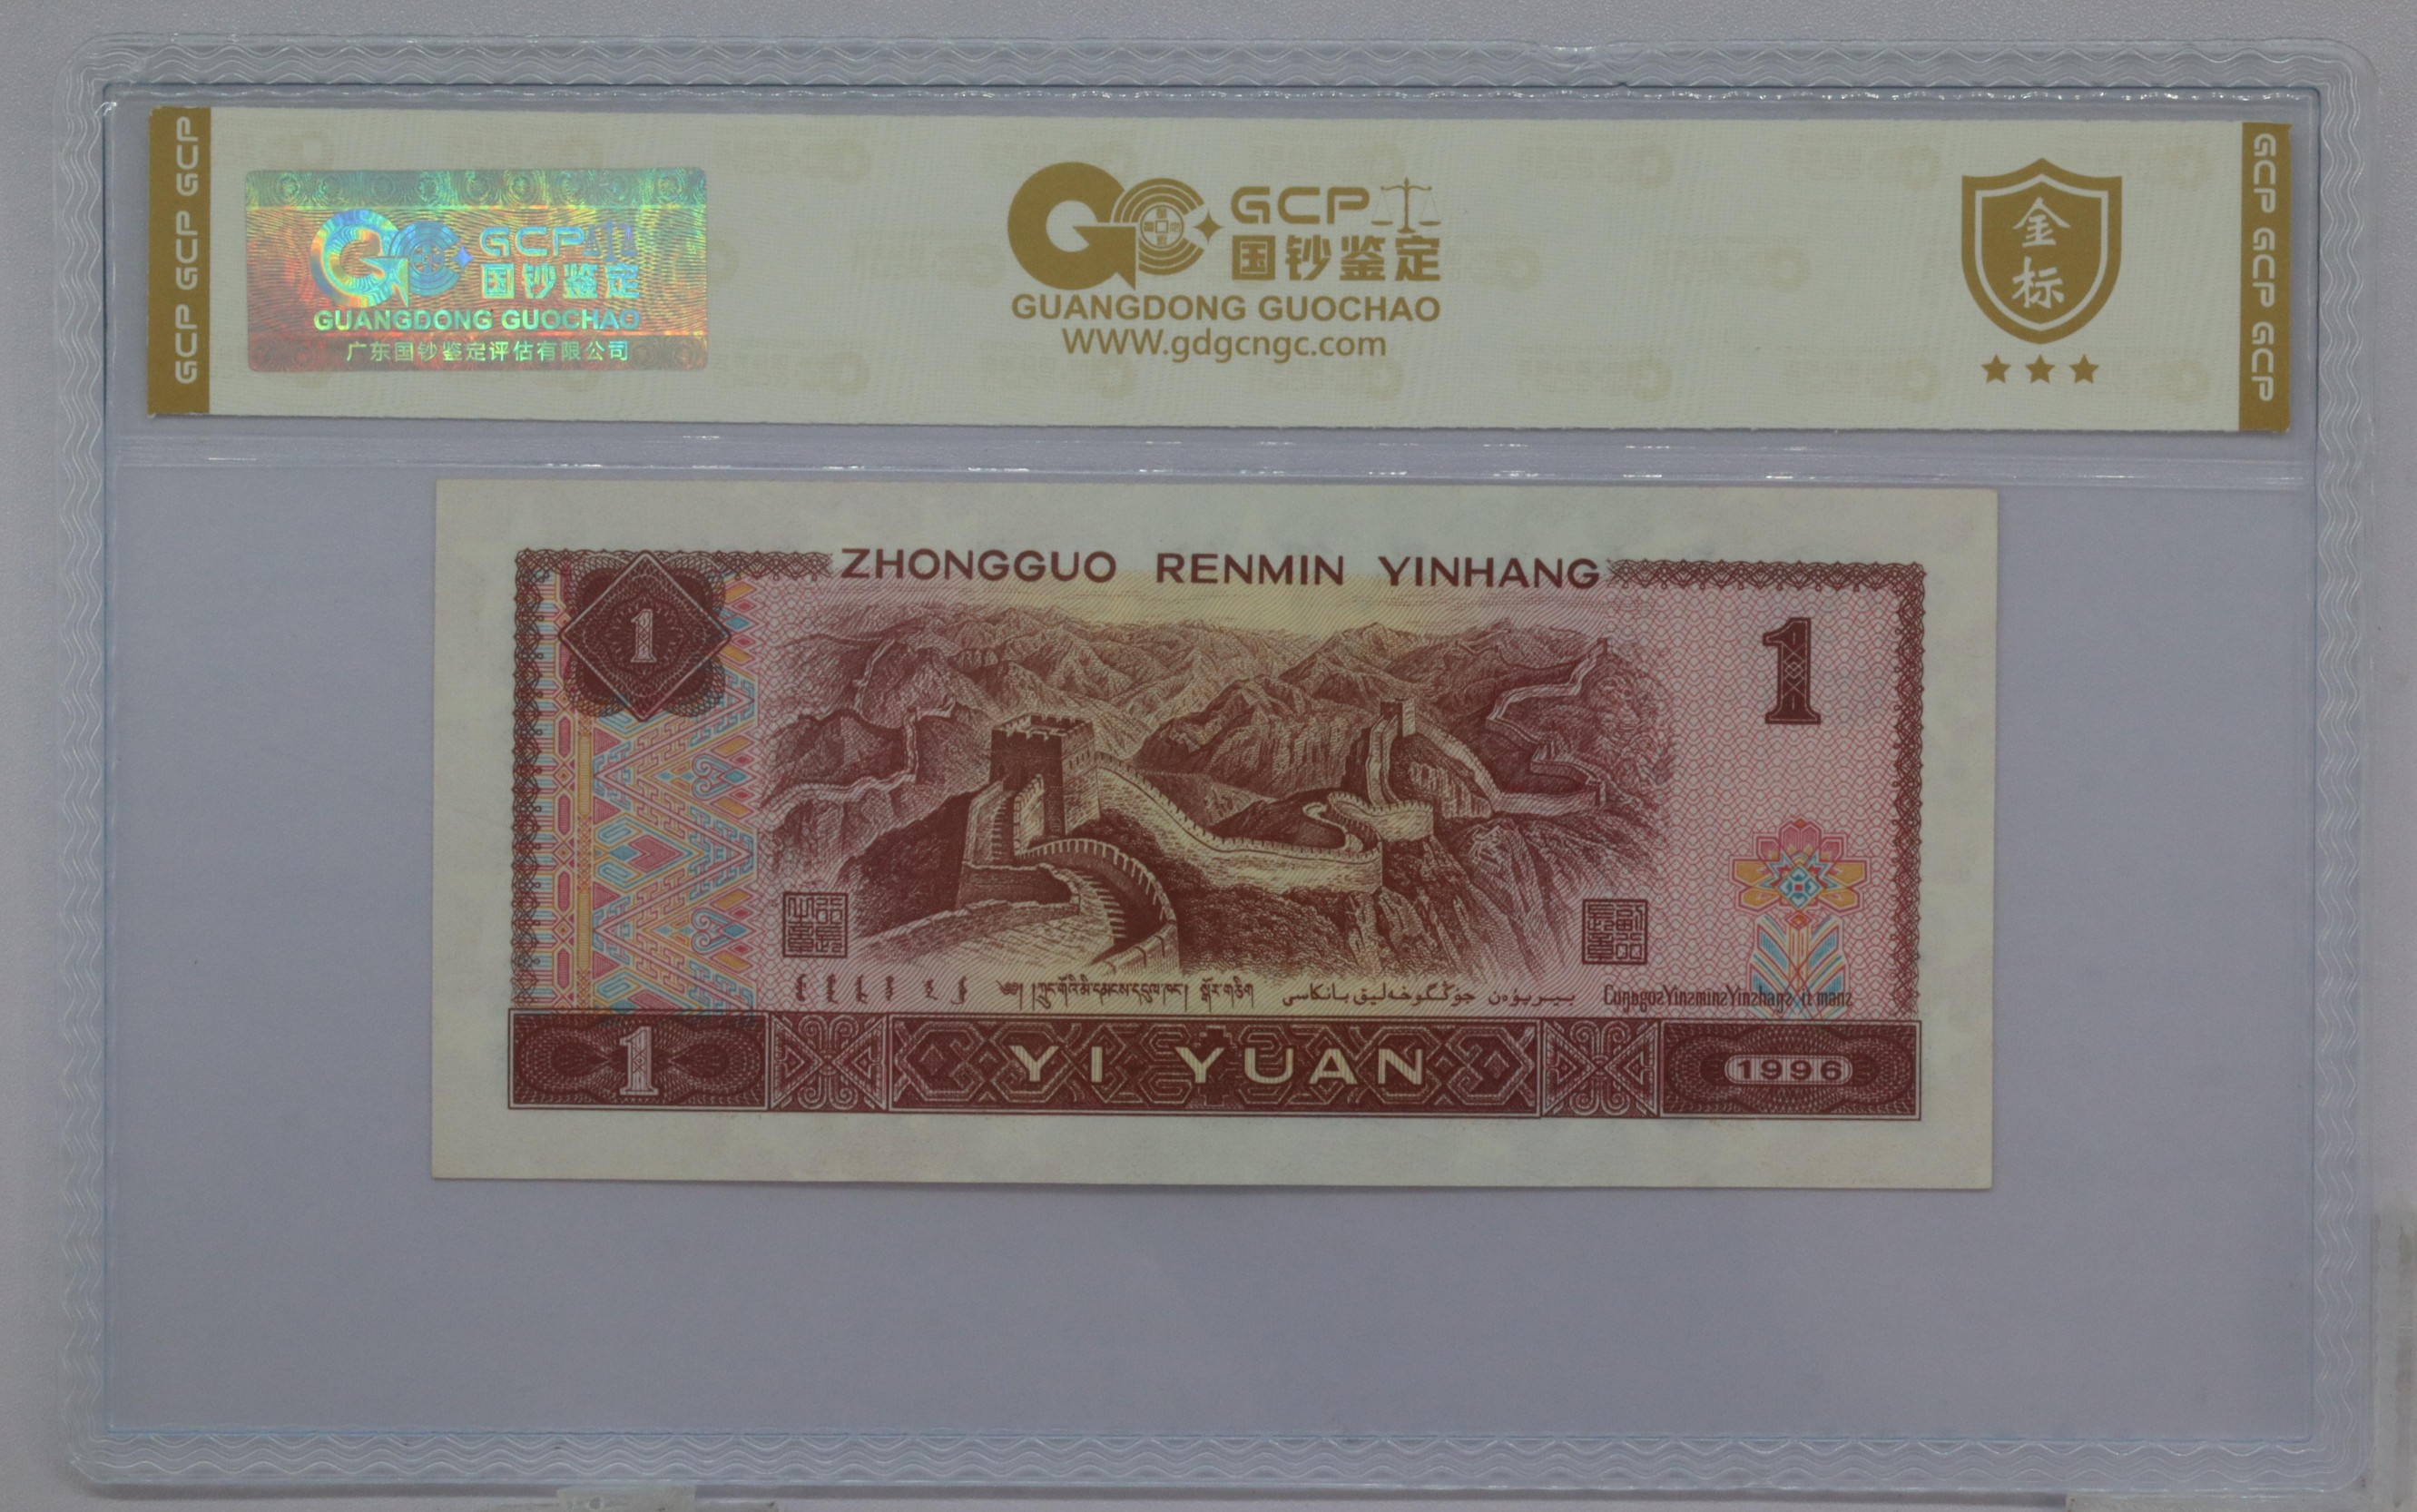 GCP GCP GCP
GCP
国钞鉴定
GUANGDONG GUOCHAO
广东国钞鉴定评估有限公司
GCP
国钞鉴定
GUANGDONG GUOCHAO
WWW.gdgcngc.com
金
标
GCP GCP GCP
ZHONGGUO RENMIN YINHANG
1
1
1
YI YUAN
1996